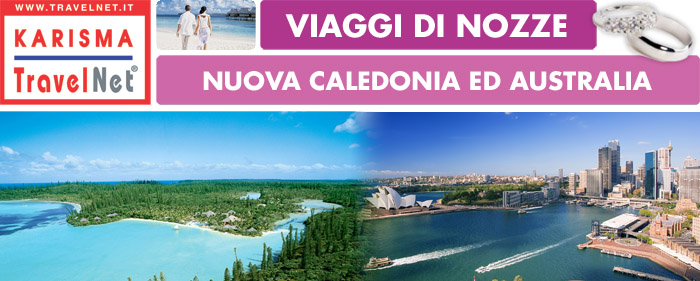 WWW.TRAVELNET.IT
KARISMA
TravelNet®
VIAGGI DI NOZZE
NUOVA CALEDONIA ED AUSTRALIA